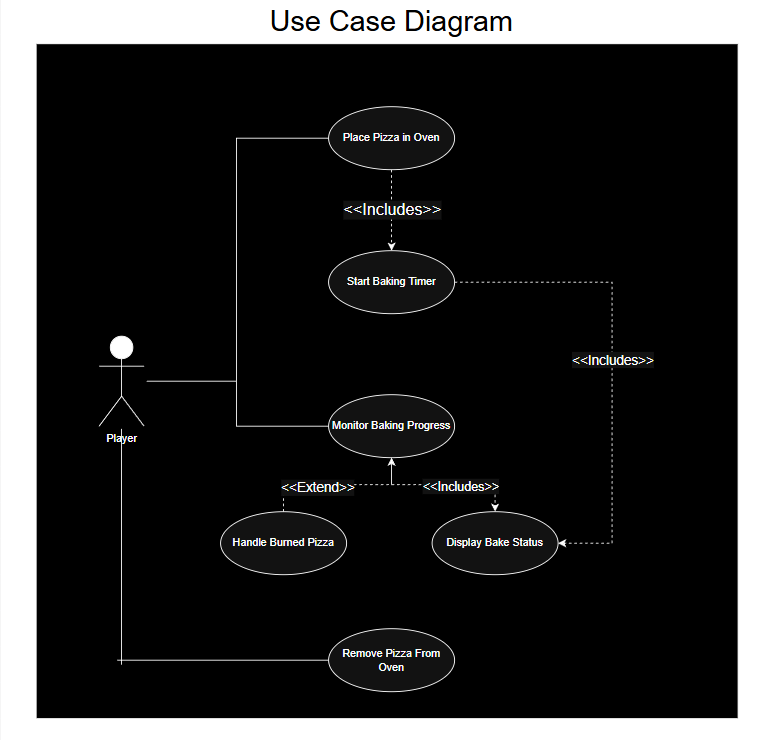 Use Case Diagram
Place Pizza in Oven
<<Includes>>
Start Baking Timer
<<Includes>>
Player
Monitor Baking Progress
<<Extend>>
<<Includes>>
Handle Burned Pizza
Display Bake Status
Remove Pizza From
Oven